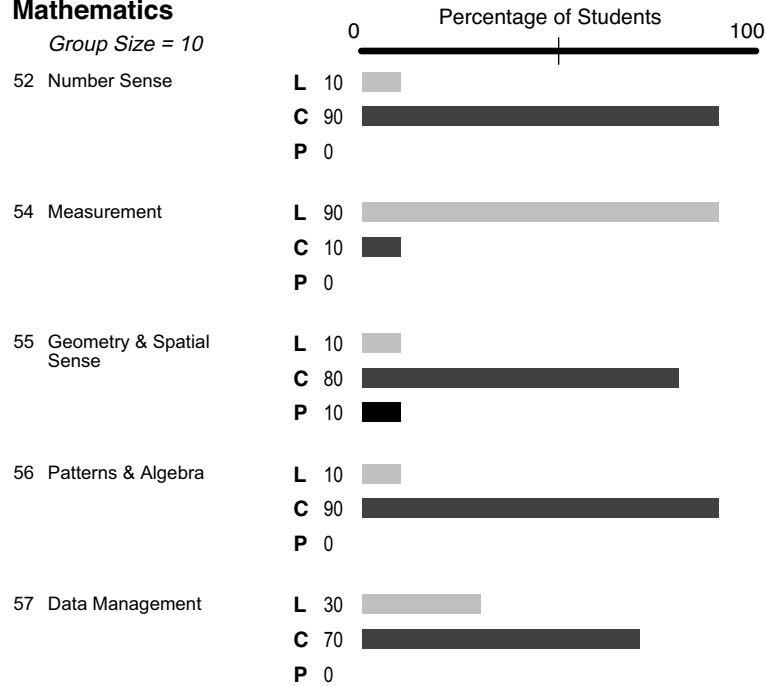 Mathematics
Percentage of Students
0 100
Group Size = 10
52 Number Sense L 10
C 90
P 0
54 Measurement L 90
C 10
P 0
55 Geometry & Spatial L 10
Sense
C 80
P 10
56 Patterns & Algebra L 10
C 90
P 0
57 Data Management L 30
C 70
P 0